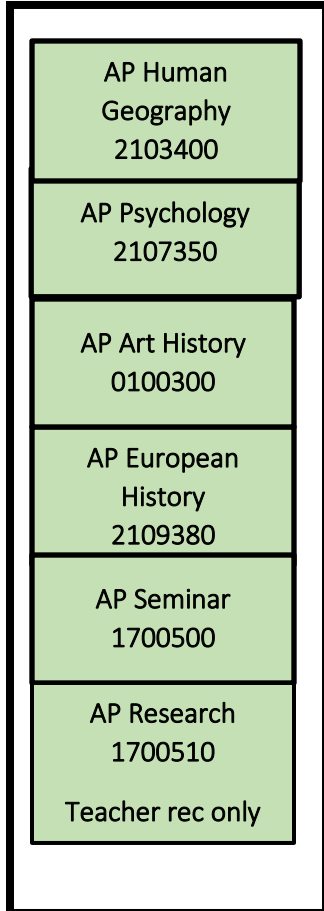 AP Human
Geography
2103400
AP Psychology
2107350
AP Art History
0100300
AP European
History
2109380
AP Seminar
1700500
AP Research
1700510
Teacher rec only